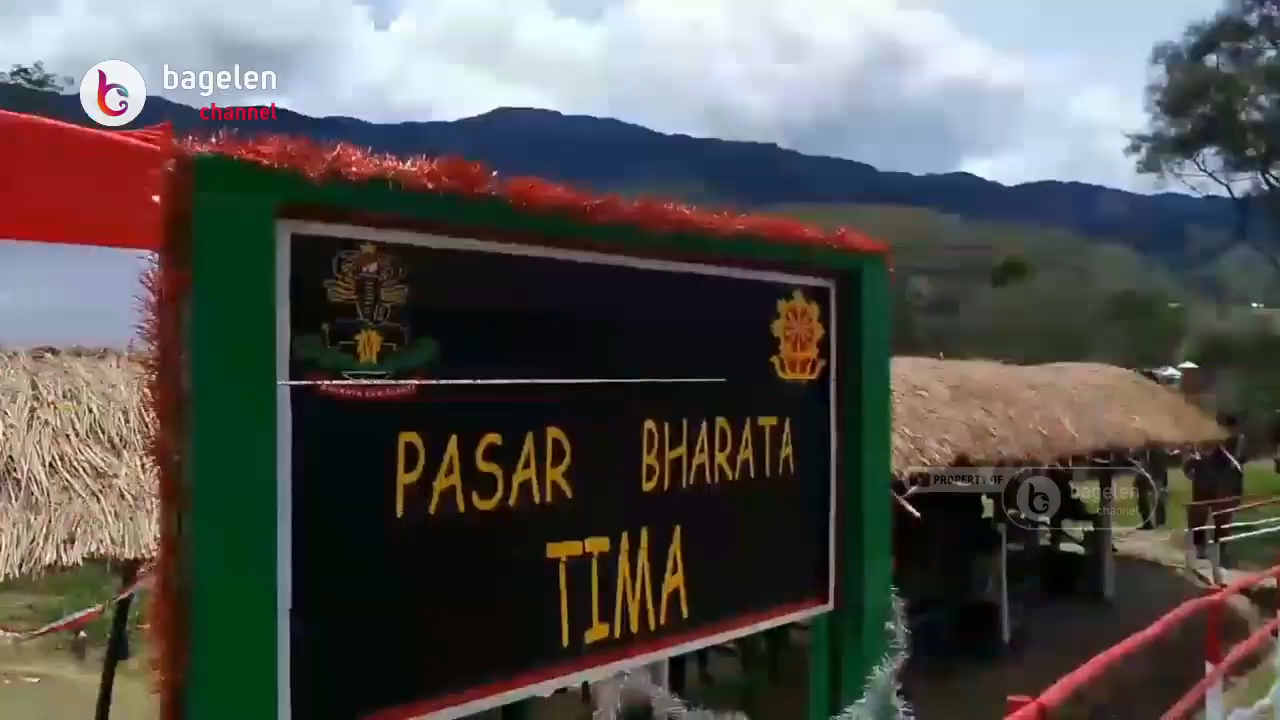 bagelen
channel
PASAR BHARATA
TIMA
PROPERTY OF
bagelen
channel